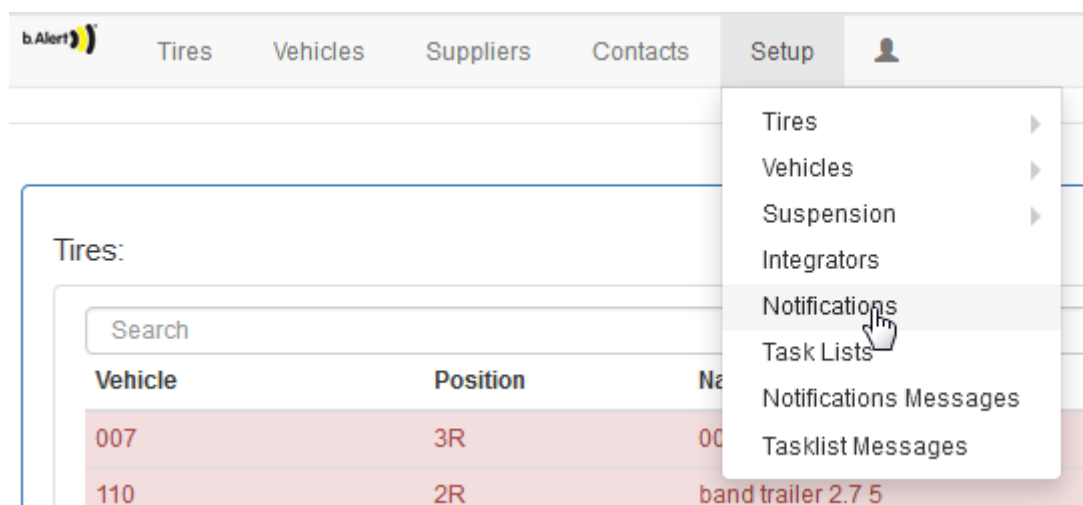 b.Alert
Tires Vehicles Suppliers Contacts Setup
Tires
Vehicles
Suspension
Integrators
Notifications
Task Lists
Notifications Messages
Tasklist Messages
Tires:
Search
Vehicle Position
007 3R
110 2R band trailer 2.7 5